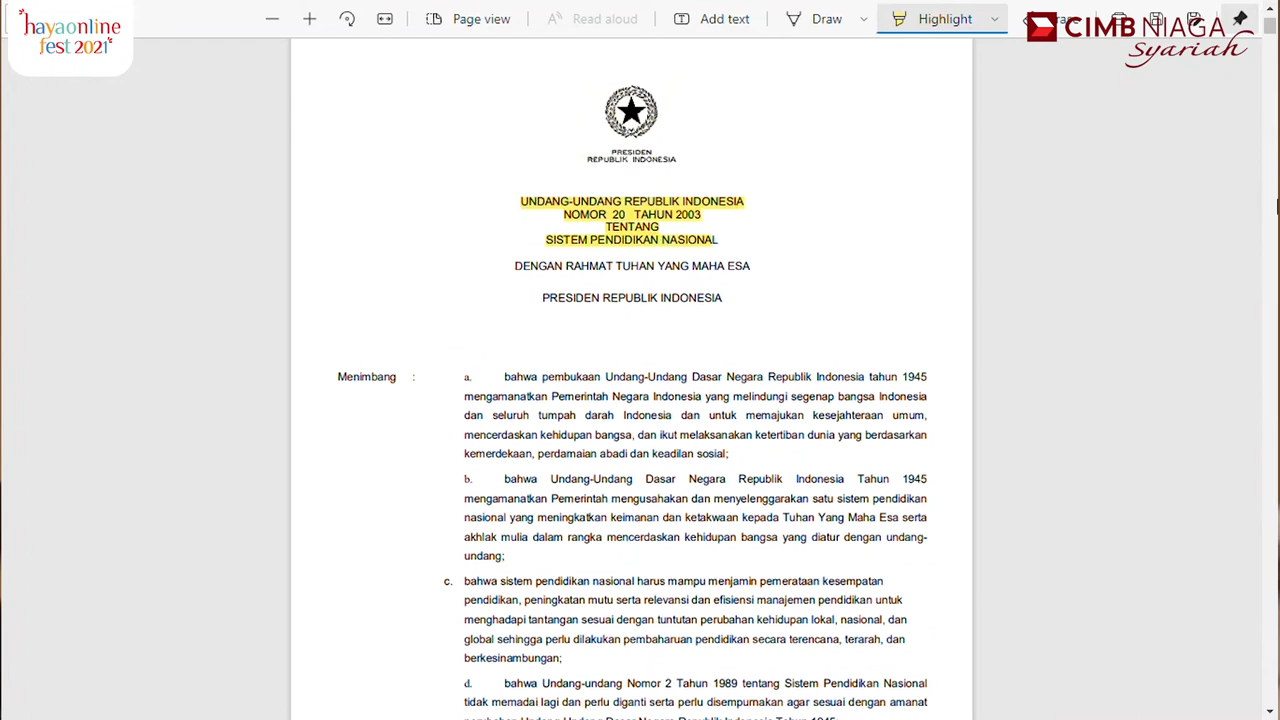 hayaonline
fest 2021
Page view
Read aloud
Add text
Draw
Highlight
CIMB NIAGA
Syariah
PRESIDEN
REPUBLIK INDONESIA
UNDANG-UNDANG REPUBLIK INDONESIA
NOMOR 20 TAHUN 2003
TENTANG
SISTEM PENDIDIKAN NASIONAL
DENGAN RAHMAT TUHAN YANG MAHA ESA
PRESIDEN REPUBLIK INDONESIA
Menimbang : a. bahwa pembukaan Undang-Undang Dasar Negara Republik Indonesia tahun 1945
mengamanatkan Pemerintah Negara Indonesia yang melindungi segenap bangsa Indonesia
dan seluruh tumpah darah Indonesia dan untuk memajukan kesejahteraan umum,
mencerdaskan kehidupan bangsa, dan ikut melaksanakan ketertiban dunia yang berdasarkan
kemerdekaan, perdamaian abadi dan keadilan sosial;
b. bahwa Undang-Undang Dasar Negara Republik Indonesia Tahun 1945
mengamanatkan Pemerintah mengusahakan dan menyelenggarakan satu sistem pendidikan
nasional yang meningkatkan keimanan dan ketakwaan kepada Tuhan Yang Maha Esa serta
akhlak mulia dalam rangka mencerdaskan kehidupan bangsa yang diatur dengan undang-
undang;
c. bahwa sistem pendidikan nasional harus mampu menjamin pemerataan kesempatan
pendidikan, peningkatan mutu serta relevansi dan efisiensi manajemen pendidikan untuk
menghadapi tantangan sesuai dengan tuntutan perubahan kehidupan lokal, nasional, dan
global sehingga perlu dilakukan pembaharuan pendidikan secara terencana, terarah, dan
berkesinambungan;
d. bahwa Undang-undang Nomor 2 Tahun 1989 tentang Sistem Pendidikan Nasional
tidak memadai lagi dan perlu diganti serta perlu disempurnakan agar sesuai dengan amanat